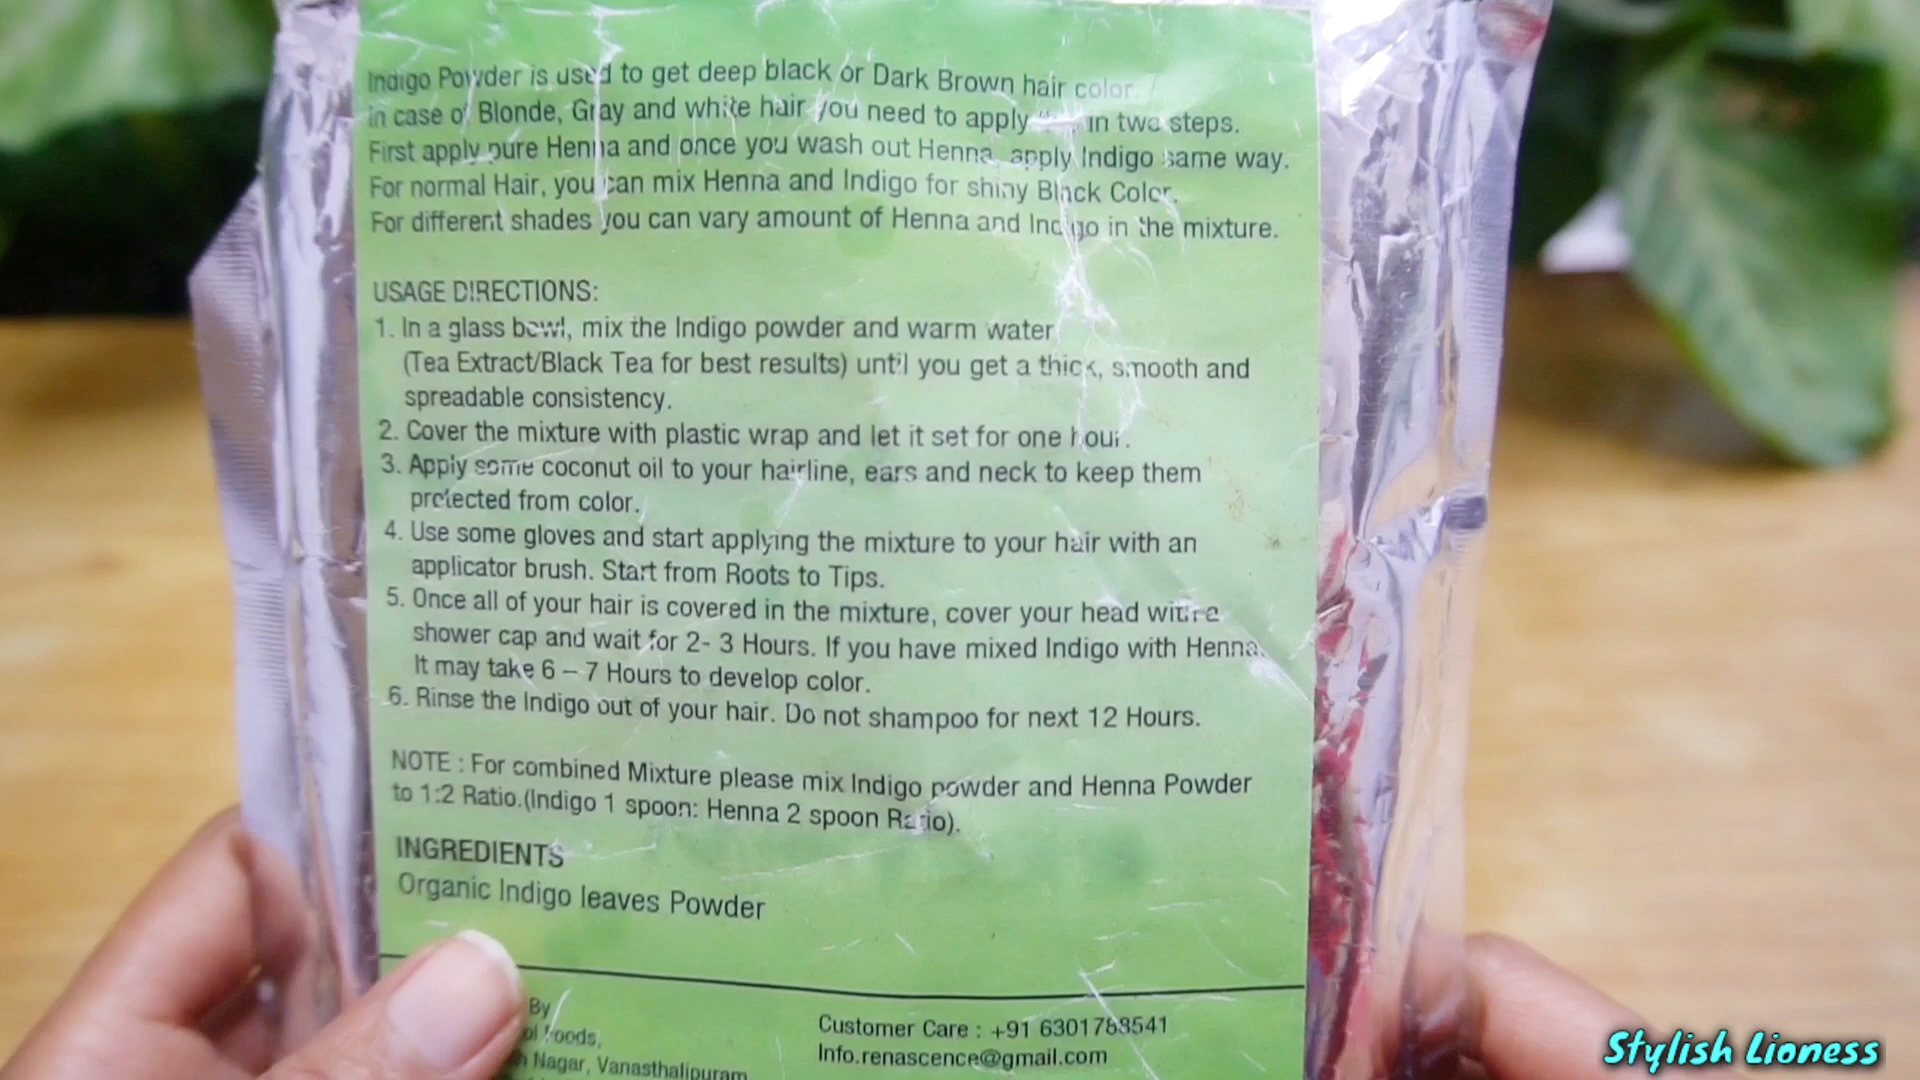 Indigo Powder is used to get deep black or Dark Brown hair color.
In case of Blonde, Gray and white hair you need to apply in two steps.
First apply pure Henna and once you wash out Henna, apply Indigo same way.
For normal Hair, you can mix Henna and Indigo for shiny Black Color.
For different shades you can vary amount of Henna and Indigo in the mixture.
USAGE DIRECTIONS:
1. In a glass bowl, mix the Indigo powder and warm water
(Tea Extract/Black Tea for best results) until you get a thick, smooth and
spreadable consistency.
2. Cover the mixture with plastic wrap and let it set for one hour.
3. Apply some coconut oil to your hairline, ears and neck to keep them
protected from color.
4. Use some gloves and start applying the mixture to your hair with an
applicator brush. Start from Roots to Tips.
5. Once all of your hair is covered in the mixture, cover your head with a
shower cap and wait for 2- 3 Hours. If you have mixed Indigo with Henna.
It may take 6 – 7 Hours to develop color.
6. Rinse the Indigo out of your hair. Do not shampoo for next 12 Hours.
NOTE : For combined Mixture please mix Indigo powder and Henna Powder
to 1:2 Ratio.(Indigo 1 spoon: Henna 2 spoon Ratio).
INGREDIENTS
Organic Indigo leaves Powder
By
Foods,
Nagar, Vanasthalipuram
Customer Care : +91 6301788541
Info.renascence@gmail.com
Stylish Lioness